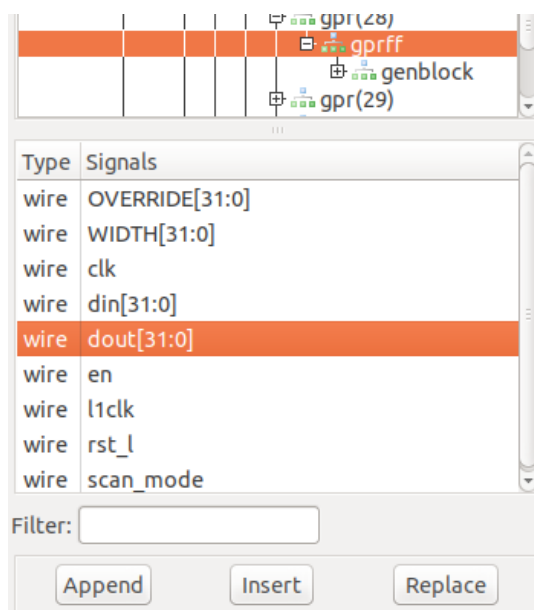 gpr(28)
gprff
genblock
gpr(29)
Type Signals
wire OVERRIDE[31:0]
wire WIDTH[31:0]
wire clk
wire din[31:0]
wire dout[31:0]
wire en
wire l1clk
wire rst_l
wire scan_mode
Filter:
Append Insert Replace